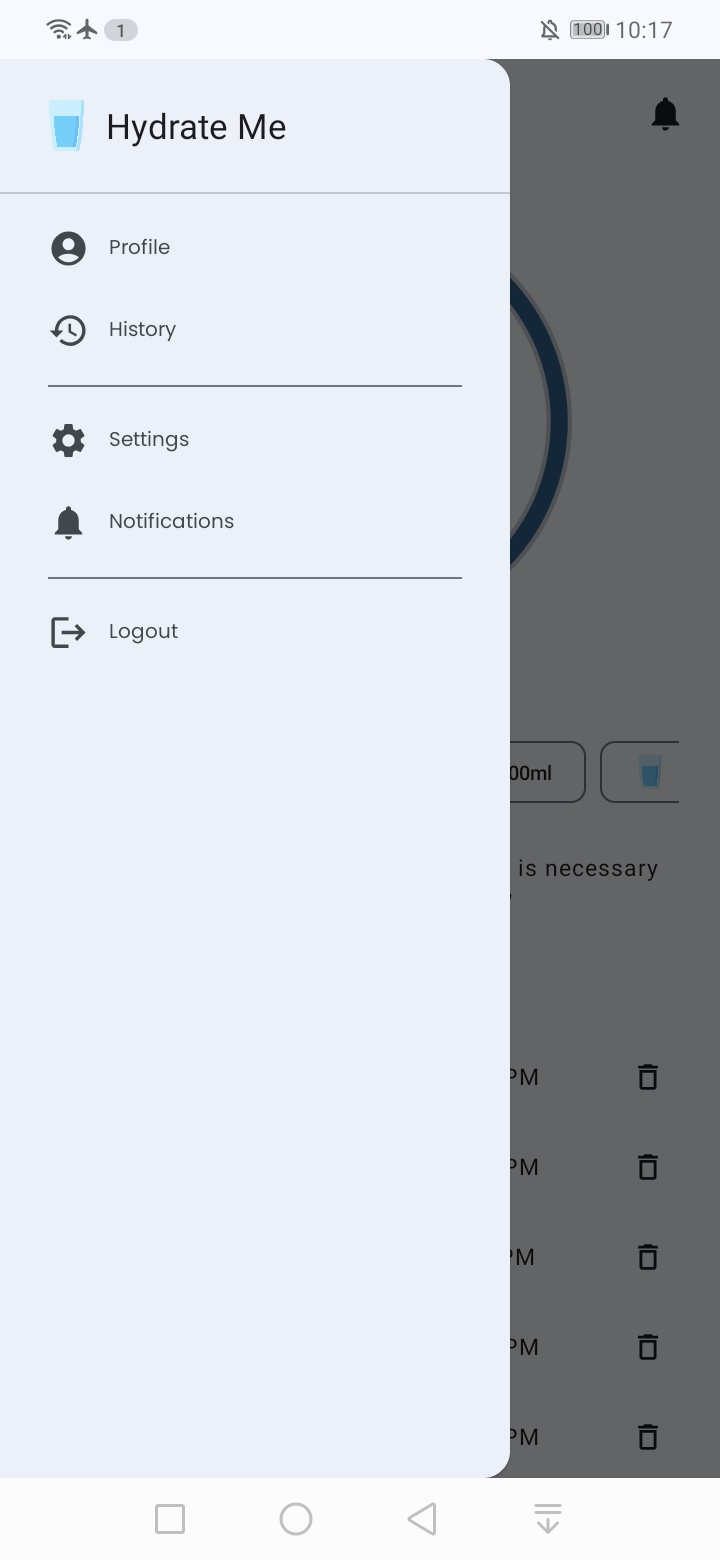 1
100 10:17
Hydrate Me
Profile
History
Settings
Notifications
Logout
00ml
is necessary
PM
PM
PM
PM
PM